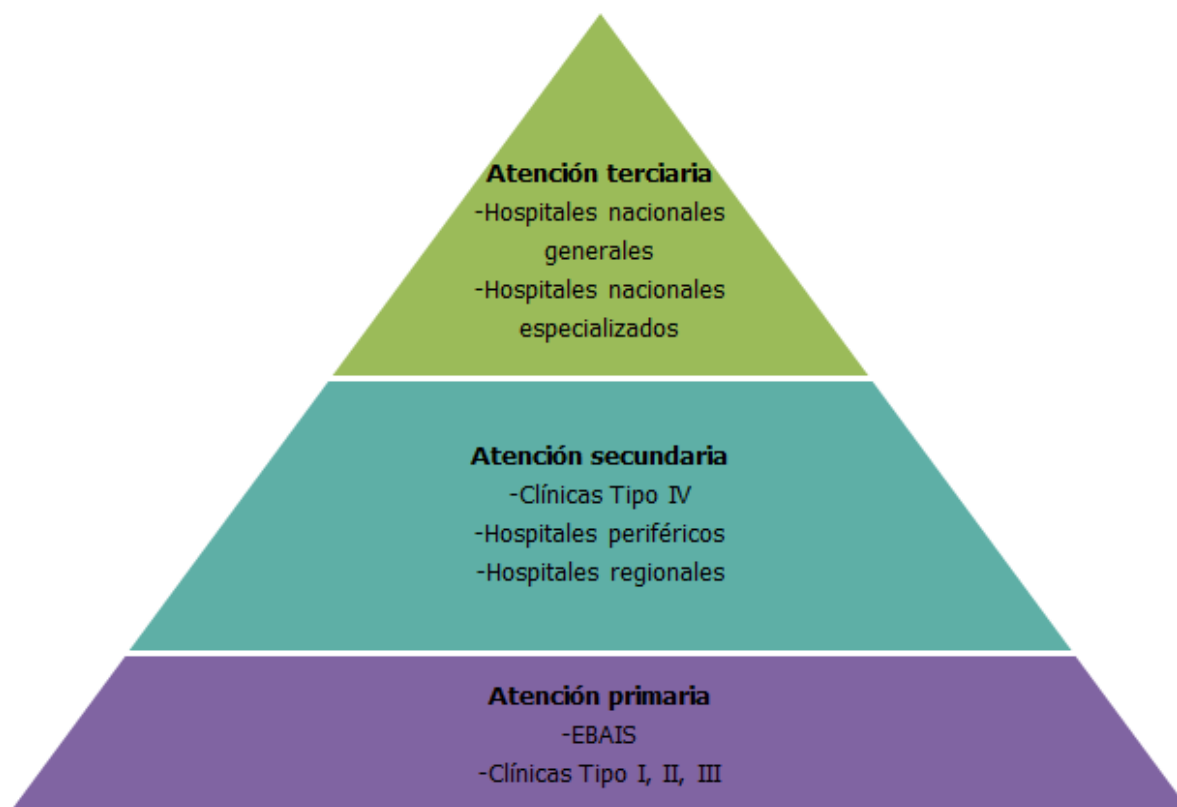 Atención terciaria
-Hospitales nacionales
generales
-Hospitales nacionales
especializados
Atención secundaria
-Clínicas Tipo IV
-Hospitales periféricos
-Hospitales regionales
Atención primaria
-EBAIS
-Clínicas Tipo I, II, III